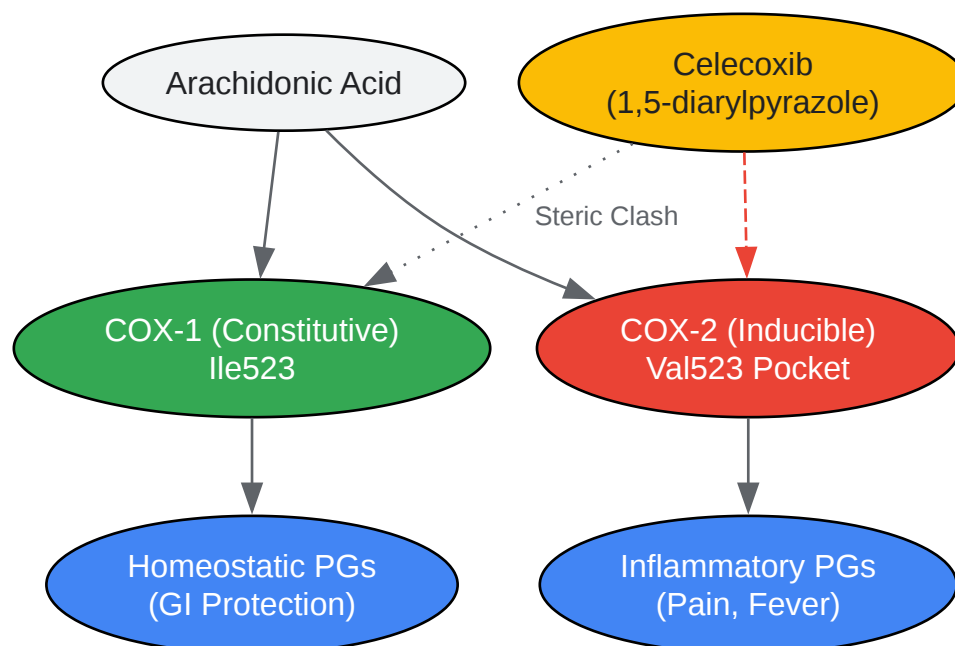 Arachidonic Acid
Celecoxib
(1,5-diarylpyrazole)
Steric Clash
COX-1 (Constitutive)
Ile523
COX-2 (Inducible)
Val523 Pocket
Homeostatic PGs
(GI Protection)
Inflammatory PGs
(Pain, Fever)